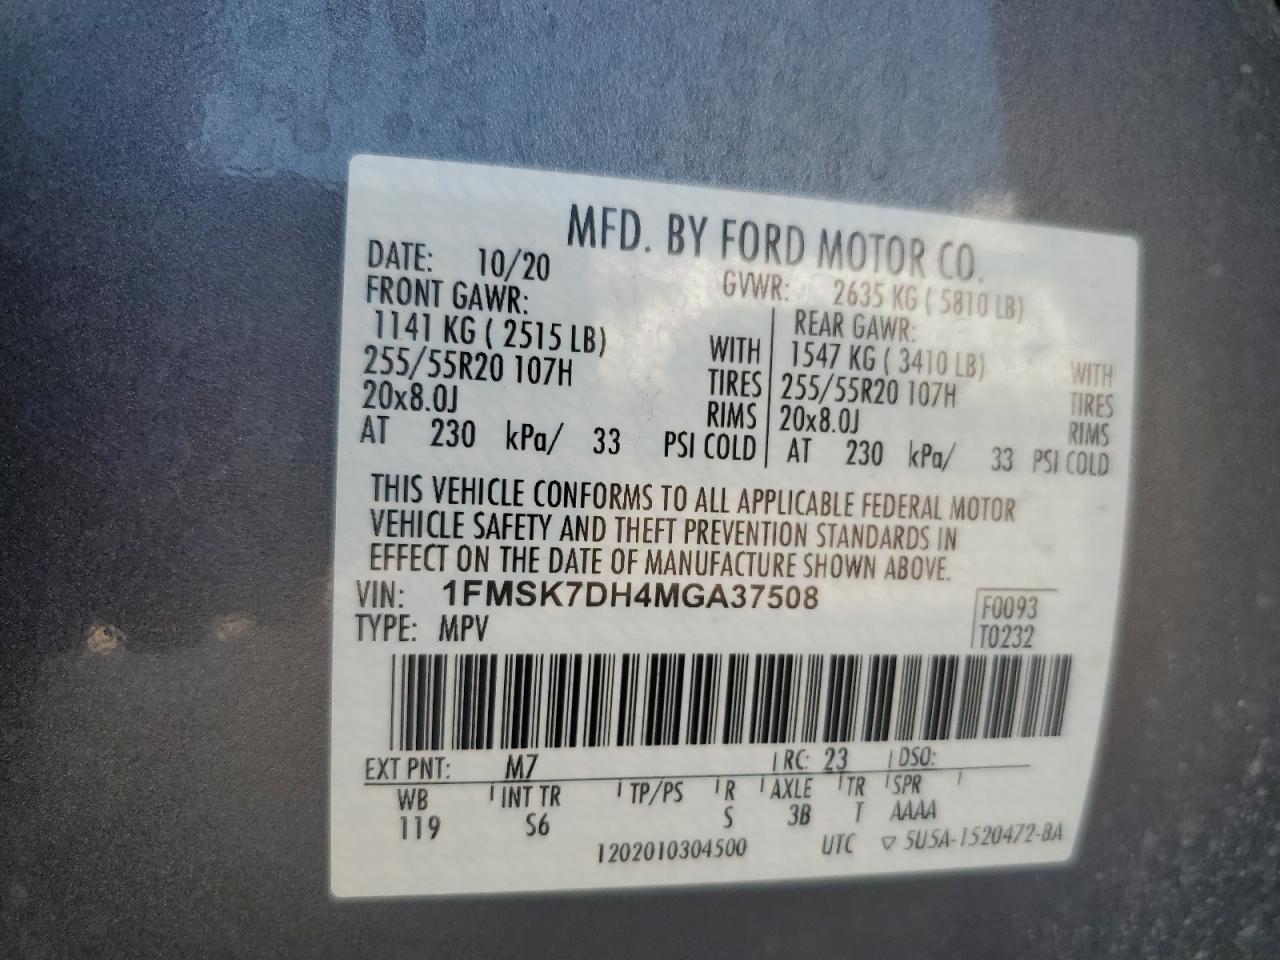 MFD. BY FORD MOTOR CO.
DATE: 10/20 GVWR: 2635 KG ( 5810 LB)
FRONT GAWR: REAR GAWR:
1141 KG ( 2515 LB) WITH 1547 KG ( 3410 LB) WITH
255/55R20 107H TIRES 255/55R20 107H TIRES
20x8.0J RIMS 20x8.0J RIMS
AT 230 kPa/ 33 PSI COLD AT 230 kPa/ 33 PSI COLD
THIS VEHICLE CONFORMS TO ALL APPLICABLE FEDERAL MOTOR
VEHICLE SAFETY AND THEFT PREVENTION STANDARDS IN
EFFECT ON THE DATE OF MANUFACTURE SHOWN ABOVE.
VIN: 1FMSK7DH4MGA37508 F0093
TYPE: MPV T0232
EXT PNT: M7 RC: 23 DSO:
WB INT TR TP/PS R AXLE TR SPR
119 S6 S 3B T AAAA
1202010304500 UTC ▽ 5U5A-1520472-BA